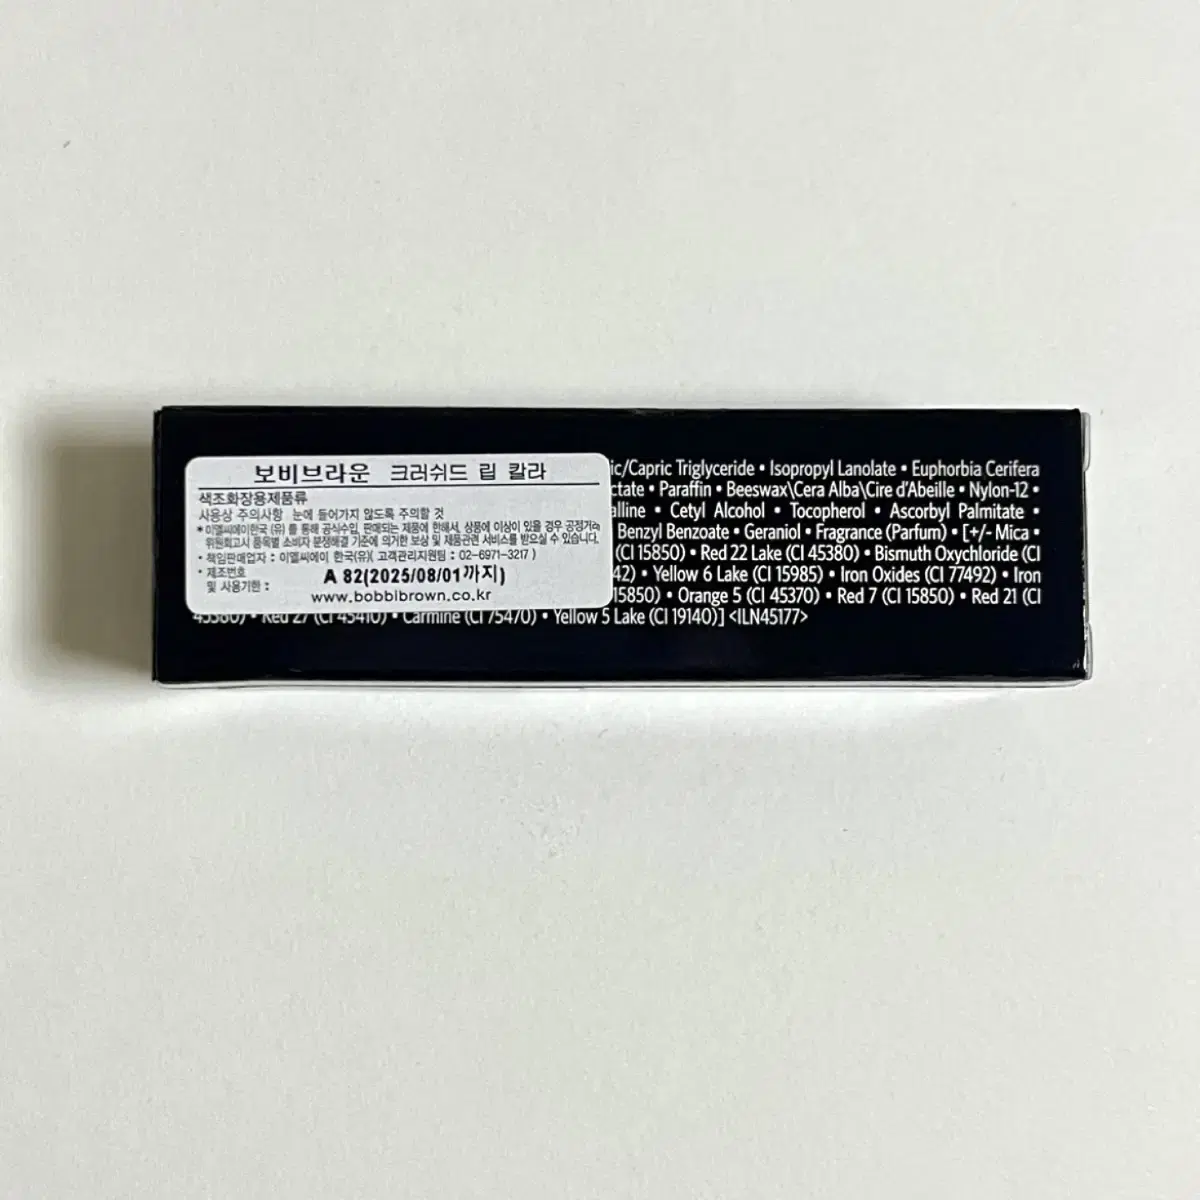 보비브라운 크러쉬드 립 칼라
색조화장용제품류
사용상 주의사항 눈에 들어가지 않도록 주의할 것
*이엘씨에이한국 (유) 를 통해 공식수입, 판매되는 제품에 한해서, 상품에 이상이 있을 경우 공정거래
위원회고시 품목별 소비자 분쟁해결 기준에 의거한 보상 및 제품관련 서비스를 받으실 수 있습니다.
• 책임판매업자 : 이엘씨에이 한국(유)( 고객관리지원팀 : 02-6971-3217 )
• 제조번호
및 사용기한 : A 82(2025/08/01까지)
www.bobbibrown.co.kr
ic/Capric Triglyceride • Isopropyl Lanolate • Euphorbia Cerifera
ctate • Paraffin • Beeswax\Cera Alba\Cire d'Abeille • Nylon-12 •
alline • Cetyl Alcohol • Tocopherol • Ascorbyl Palmitate •
Benzyl Benzoate • Geraniol • Fragrance (Parfum) • [+/- Mica •
(CI 15850) • Red 22 Lake (CI 45380) • Bismuth Oxychloride (CI
42) • Yellow 6 Lake (CI 15985) • Iron Oxides (CI 77492) • Iron
15850) • Orange 5 (CI 45370) • Red 7 (CI 15850) • Red 21 (CI
45380) • Red 27 (CI 45410) • Carmine (CI 75470) • Yellow 5 Lake (CI 19140)] <ILN45177>